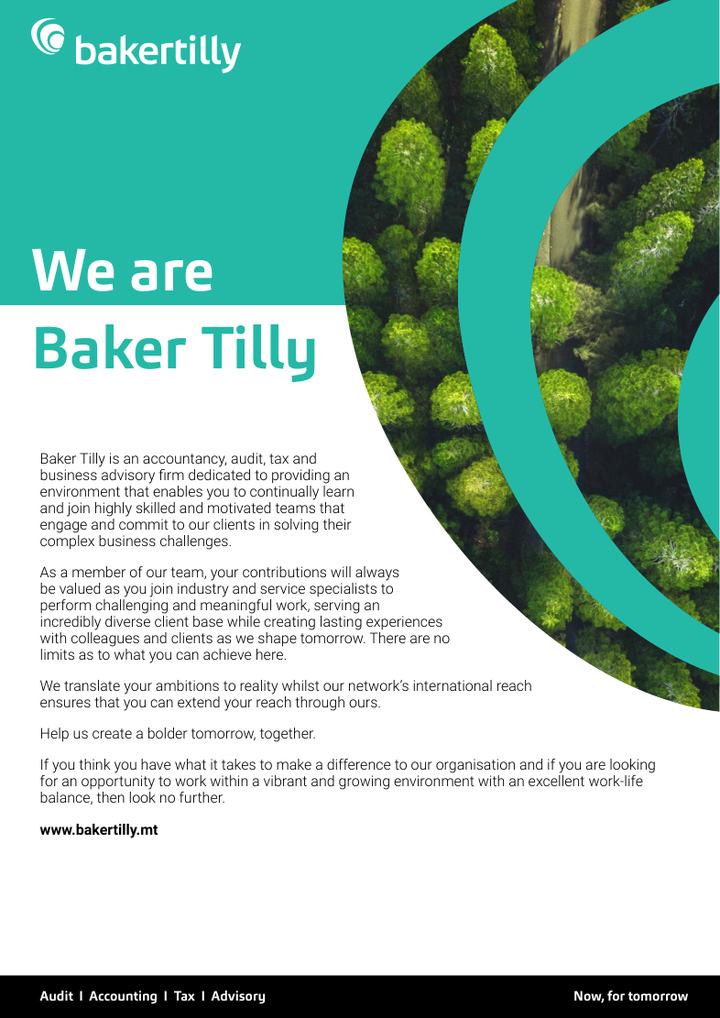 bakertilly
We are
Baker Tilly
Baker Tilly is an accountancy, audit, tax and
business advisory firm dedicated to providing an
environment that enables you to continually learn
and join highly skilled and motivated teams that
engage and commit to our clients in solving their
complex business challenges.
As a member of our team, your contributions will always
be valued as you join industry and service specialists to
perform challenging and meaningful work, serving an
incredibly diverse client base while creating lasting experiences
with colleagues and clients as we shape tomorrow. There are no
limits as to what you can achieve here.
We translate your ambitions to reality whilst our network’s international reach
ensures that you can extend your reach through ours.
Help us create a bolder tomorrow, together.
If you think you have what it takes to make a difference to our organisation and if you are looking
for an opportunity to work within a vibrant and growing environment with an excellent work-life
balance, then look no further.
www.bakertilly.mt
Audit I Accounting I Tax I Advisory
Now, for tomorrow